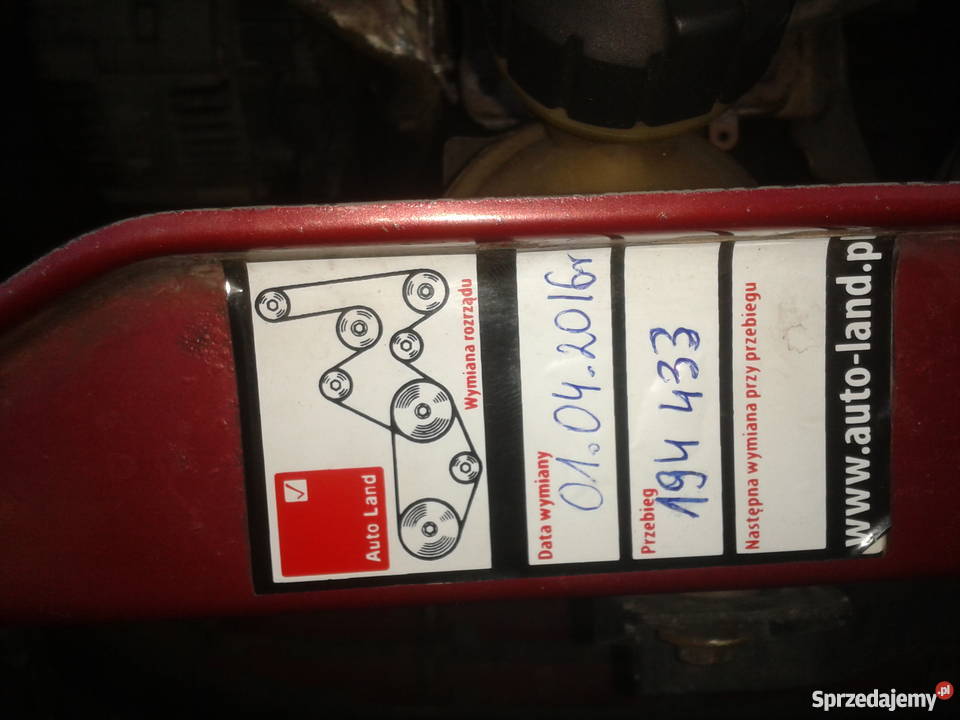 Auto Land
Wymiana rozrządu
Data wymiany
01.04.2016r
Przebieg
194 433
Następna wymiana przy przebiegu
www.auto-land.pl
Sprzedajemy.pl